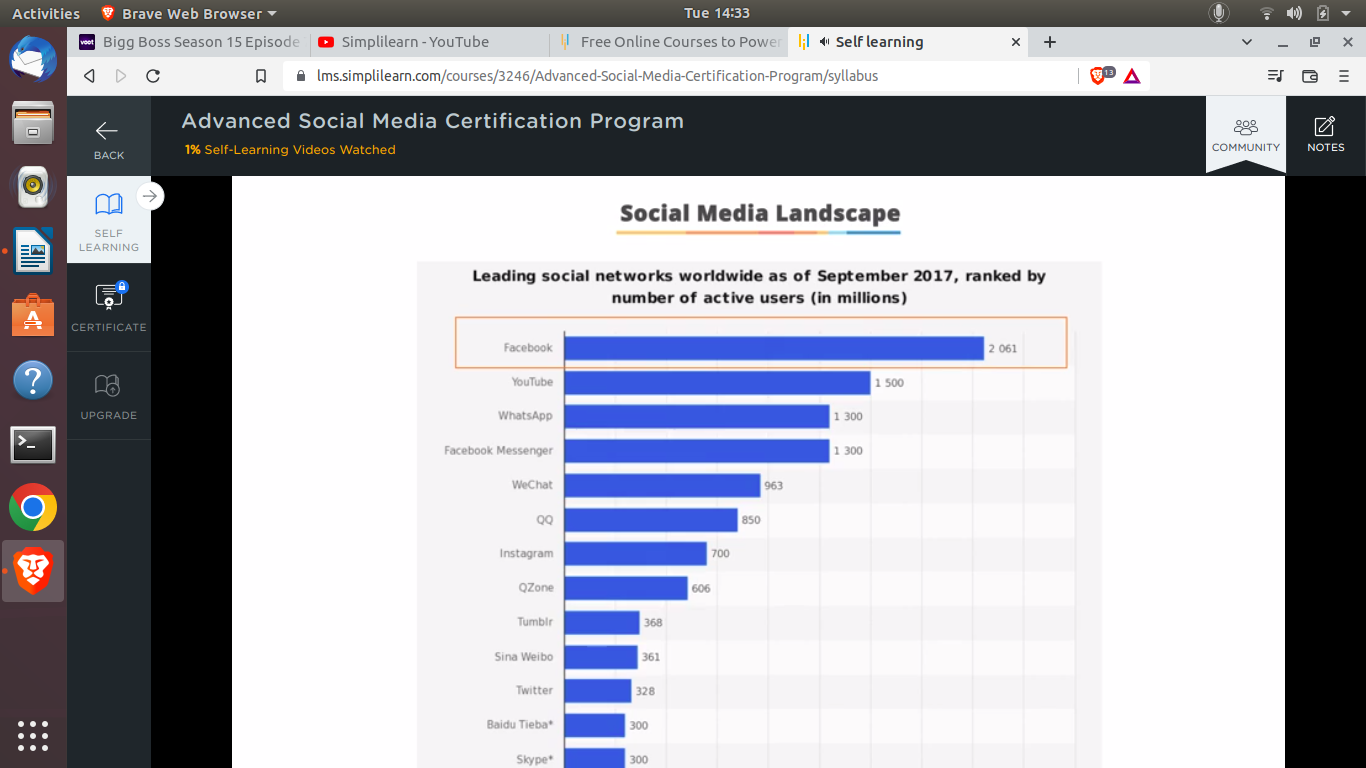 Activities
Brave Web Browser
Tue 14:33
voot
Bigg Boss Season 15 Episode
Simplilearn - YouTube
Free Online Courses to Power
Self learning
lms.simplilearn.com/courses/3246/Advanced-Social-Media-Certification-Program/syllabus
13
BACK
Advanced Social Media Certification Program
1% Self-Learning Videos Watched
COMMUNITY
NOTES
SELF
LEARNING
CERTIFICATE
UPGRADE
Social Media Landscape
Leading social networks worldwide as of September 2017, ranked by
number of active users (in millions)
Facebook 2 061
YouTube 1 500
WhatsApp 1 300
Facebook Messenger 1 300
WeChat 963
QQ 850
Instagram 700
QZone 606
Tumblr 368
Sina Weibo 361
Twitter 328
Baidu Tieba* 300
Skype* 300